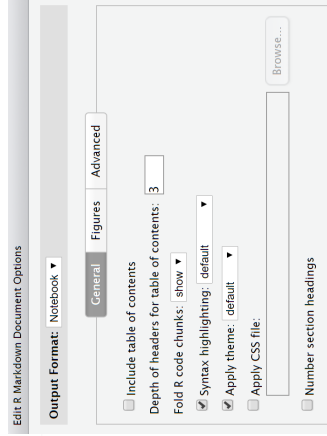 Edit R Markdown Document Options
Output Format: Notebook
General Figures Advanced
Include table of contents
Depth of headers for table of contents: 3
Fold R code chunks: show
Syntax highlighting: default
Apply theme: default
Apply CSS file:
Browse...
Number section headings